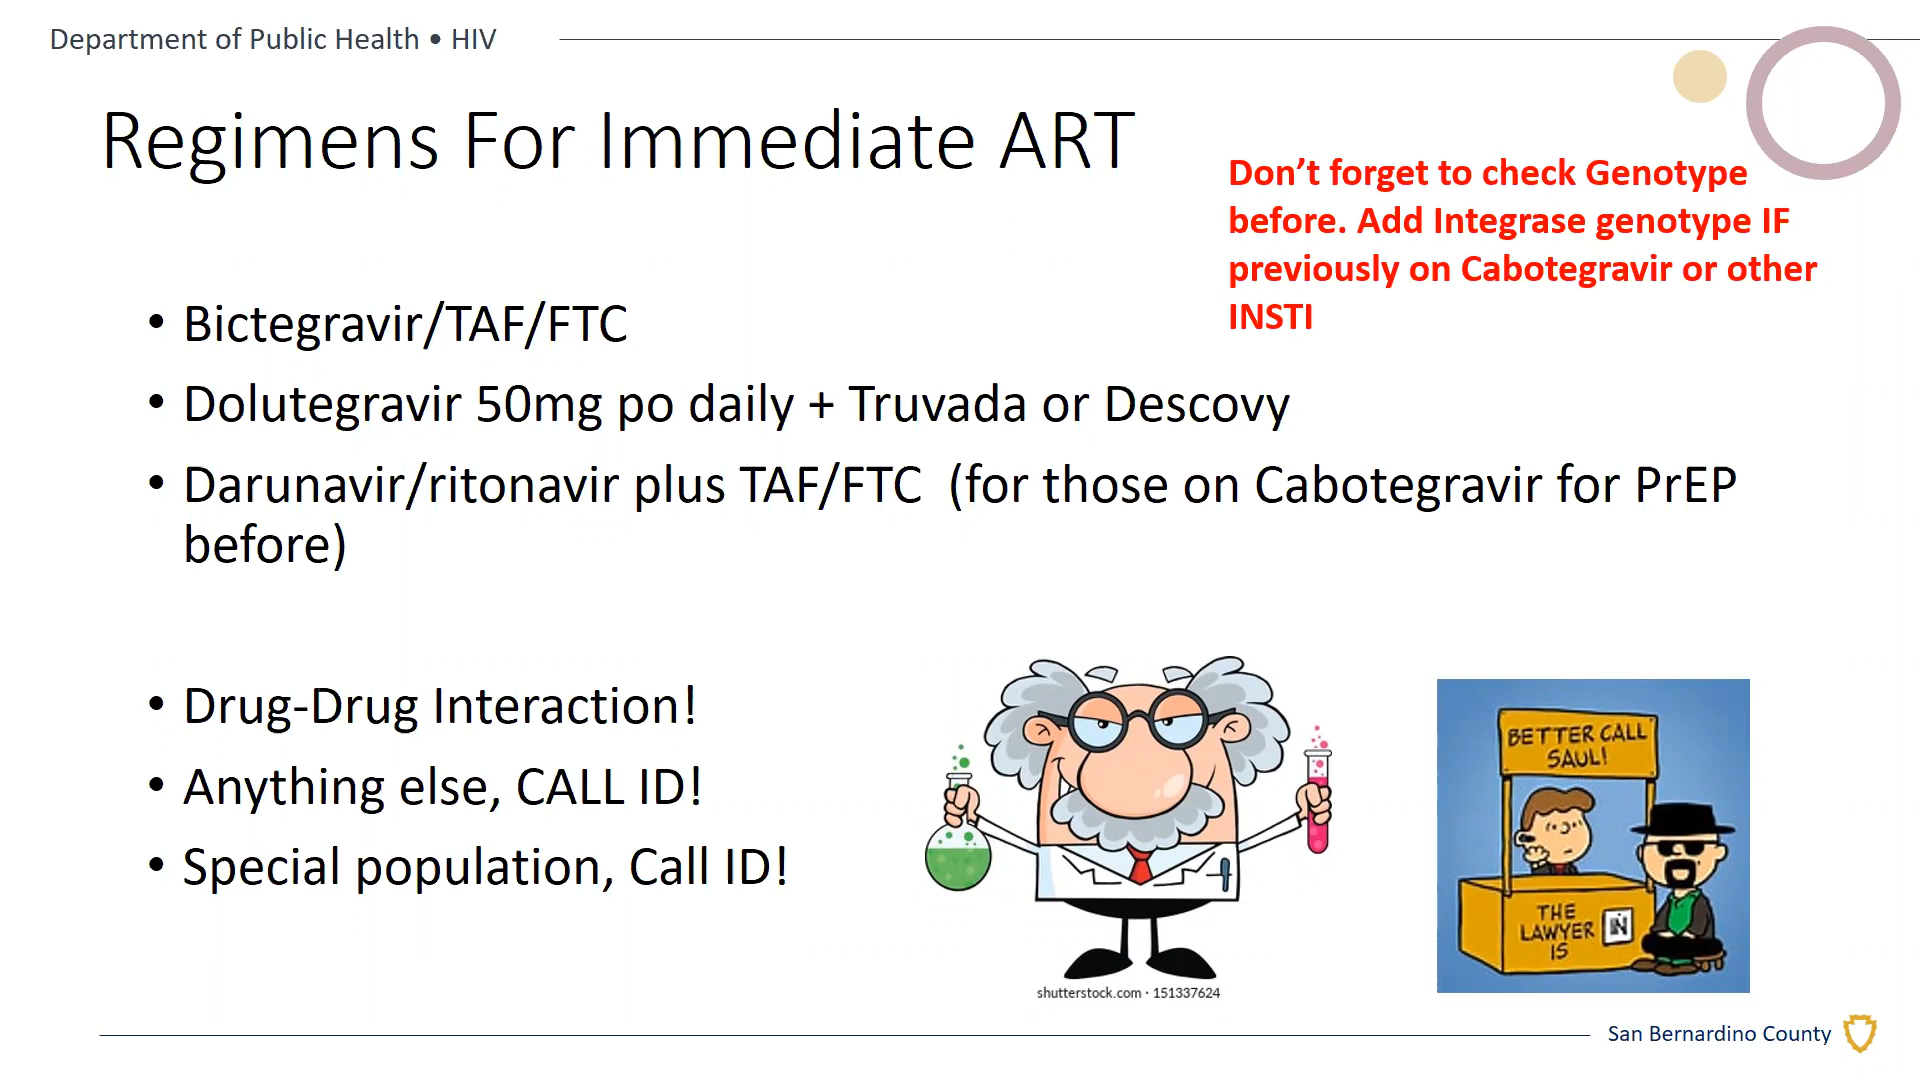 Department of Public Health • HIV
Regimens For Immediate ART
Don’t forget to check Genotype
before. Add Integrase genotype IF
previously on Cabotegravir or other
INSTI
• Bictegravir/TAF/FTC
• Dolutegravir 50mg po daily + Truvada or Descovy
• Darunavir/ritonavir plus TAF/FTC  (for those on Cabotegravir for PrEP
before)
• Drug-Drug Interaction!
• Anything else, CALL ID!
• Special population, Call ID!
BETTER CALL
SAUL!
THE
LAWYER
IS
IN
shutterstock.com · 151337624
San Bernardino County